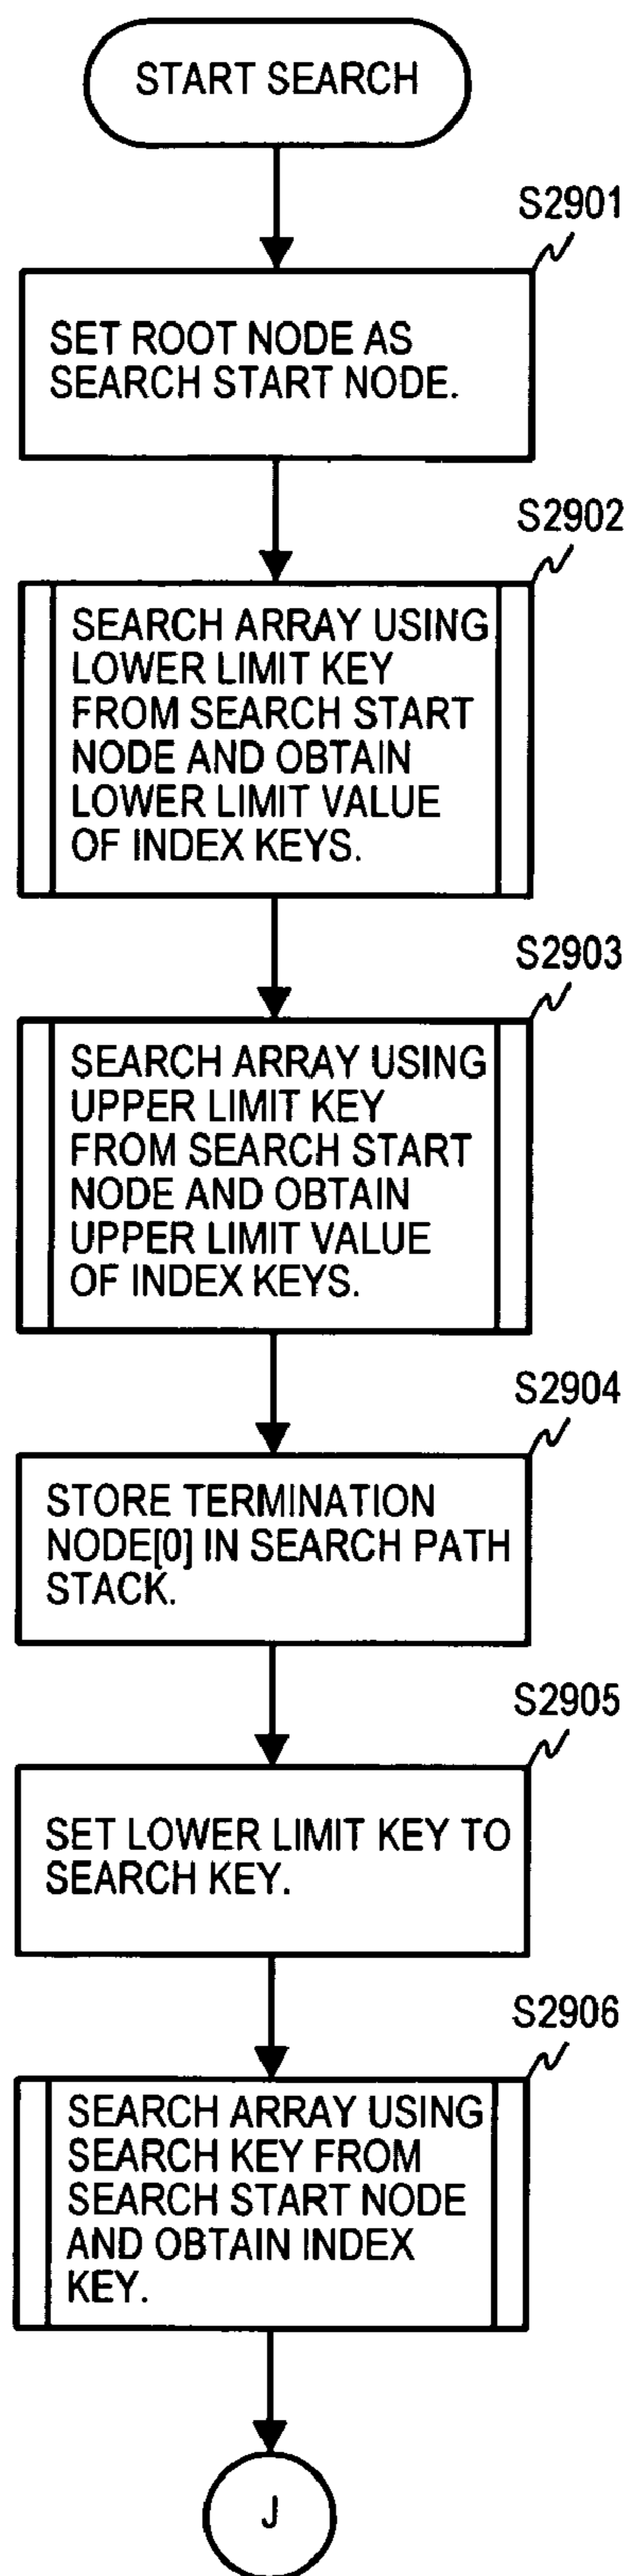 START SEARCH
S2901
SET ROOT NODE AS
SEARCH START NODE.
S2902
SEARCH ARRAY USING
LOWER LIMIT KEY
FROM SEARCH START
NODE AND OBTAIN
LOWER LIMIT VALUE
OF INDEX KEYS.
S2903
SEARCH ARRAY USING
UPPER LIMIT KEY
FROM SEARCH START
NODE AND OBTAIN
UPPER LIMIT VALUE
OF INDEX KEYS.
S2904
STORE TERMINATION
NODE[0] IN SEARCH PATH
STACK.
S2905
SET LOWER LIMIT KEY TO
SEARCH KEY.
S2906
SEARCH ARRAY USING
SEARCH KEY FROM
SEARCH START NODE
AND OBTAIN INDEX
KEY.
J